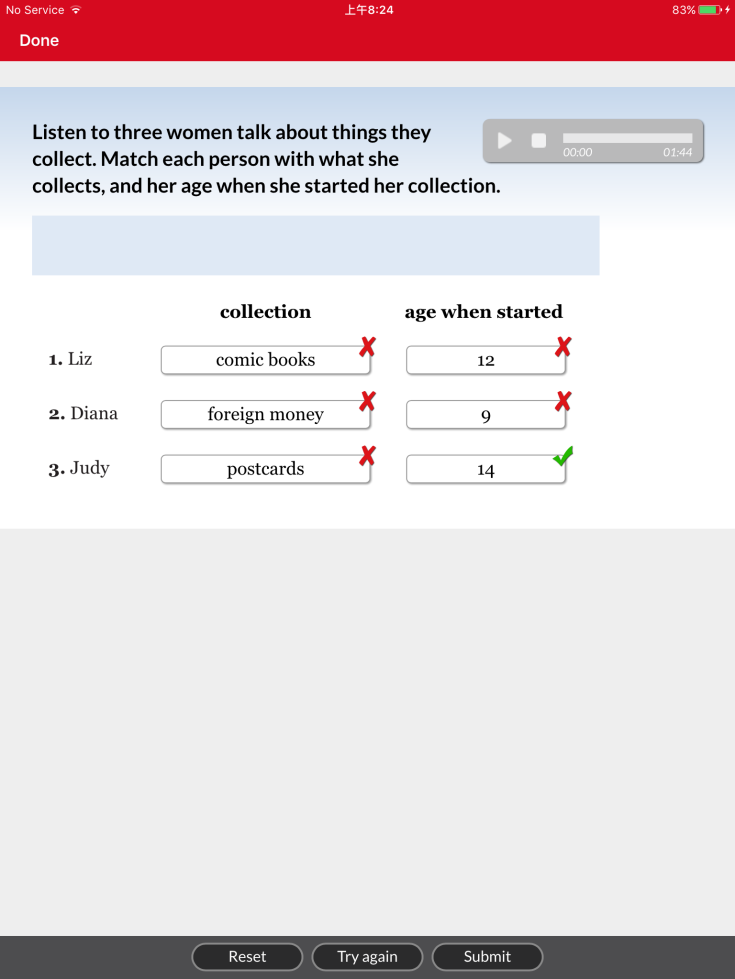 No Service 上午8:24 83%
Done
Listen to three women talk about things they
collect. Match each person with what she
collects, and her age when she started her collection.
00:00 01:44
collection age when started
1. Liz comic books 12
2. Diana foreign money 9
3. Judy postcards 14
Reset Try again Submit